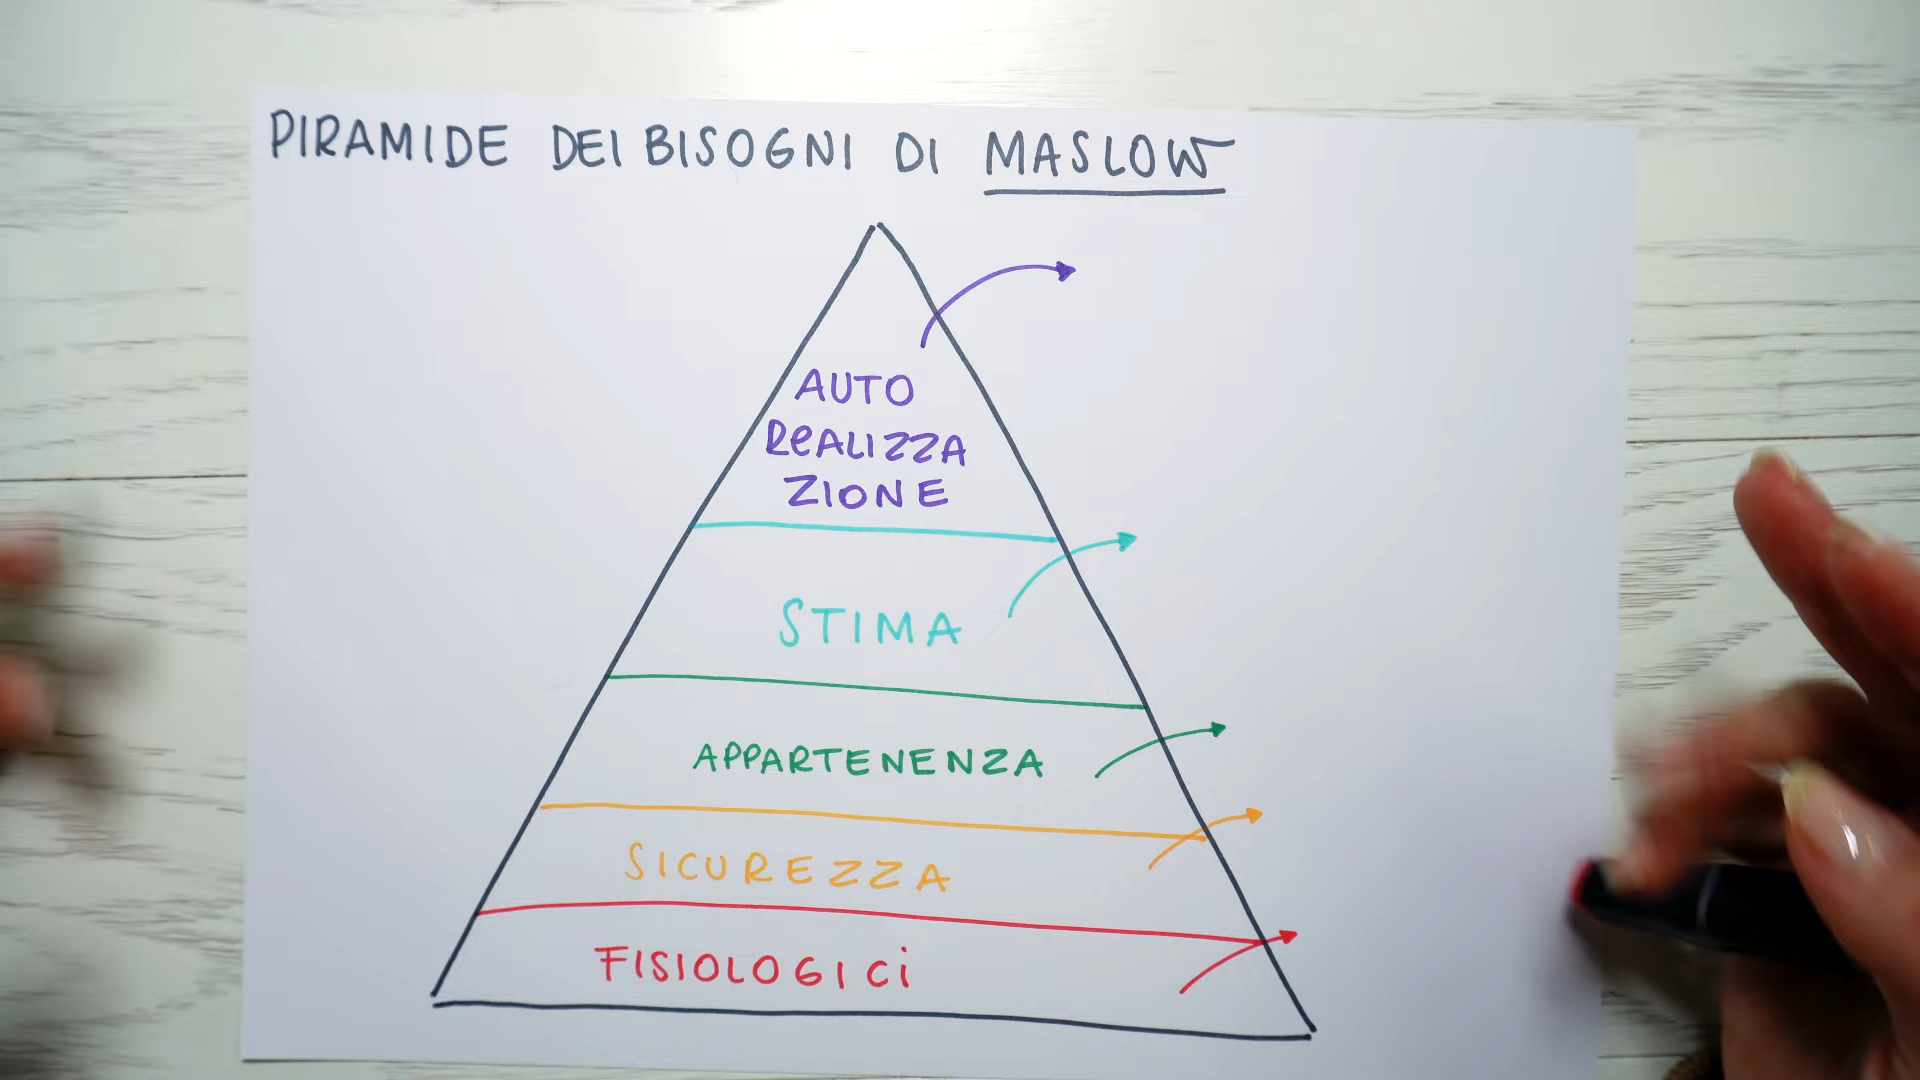 PIRAMIDE DEI BISOGNI DI MASLOW
AUTO
REALIZZA
ZIONE
STIMA
APPARTENENZA
SICUREZZA
FISIOLOGICI